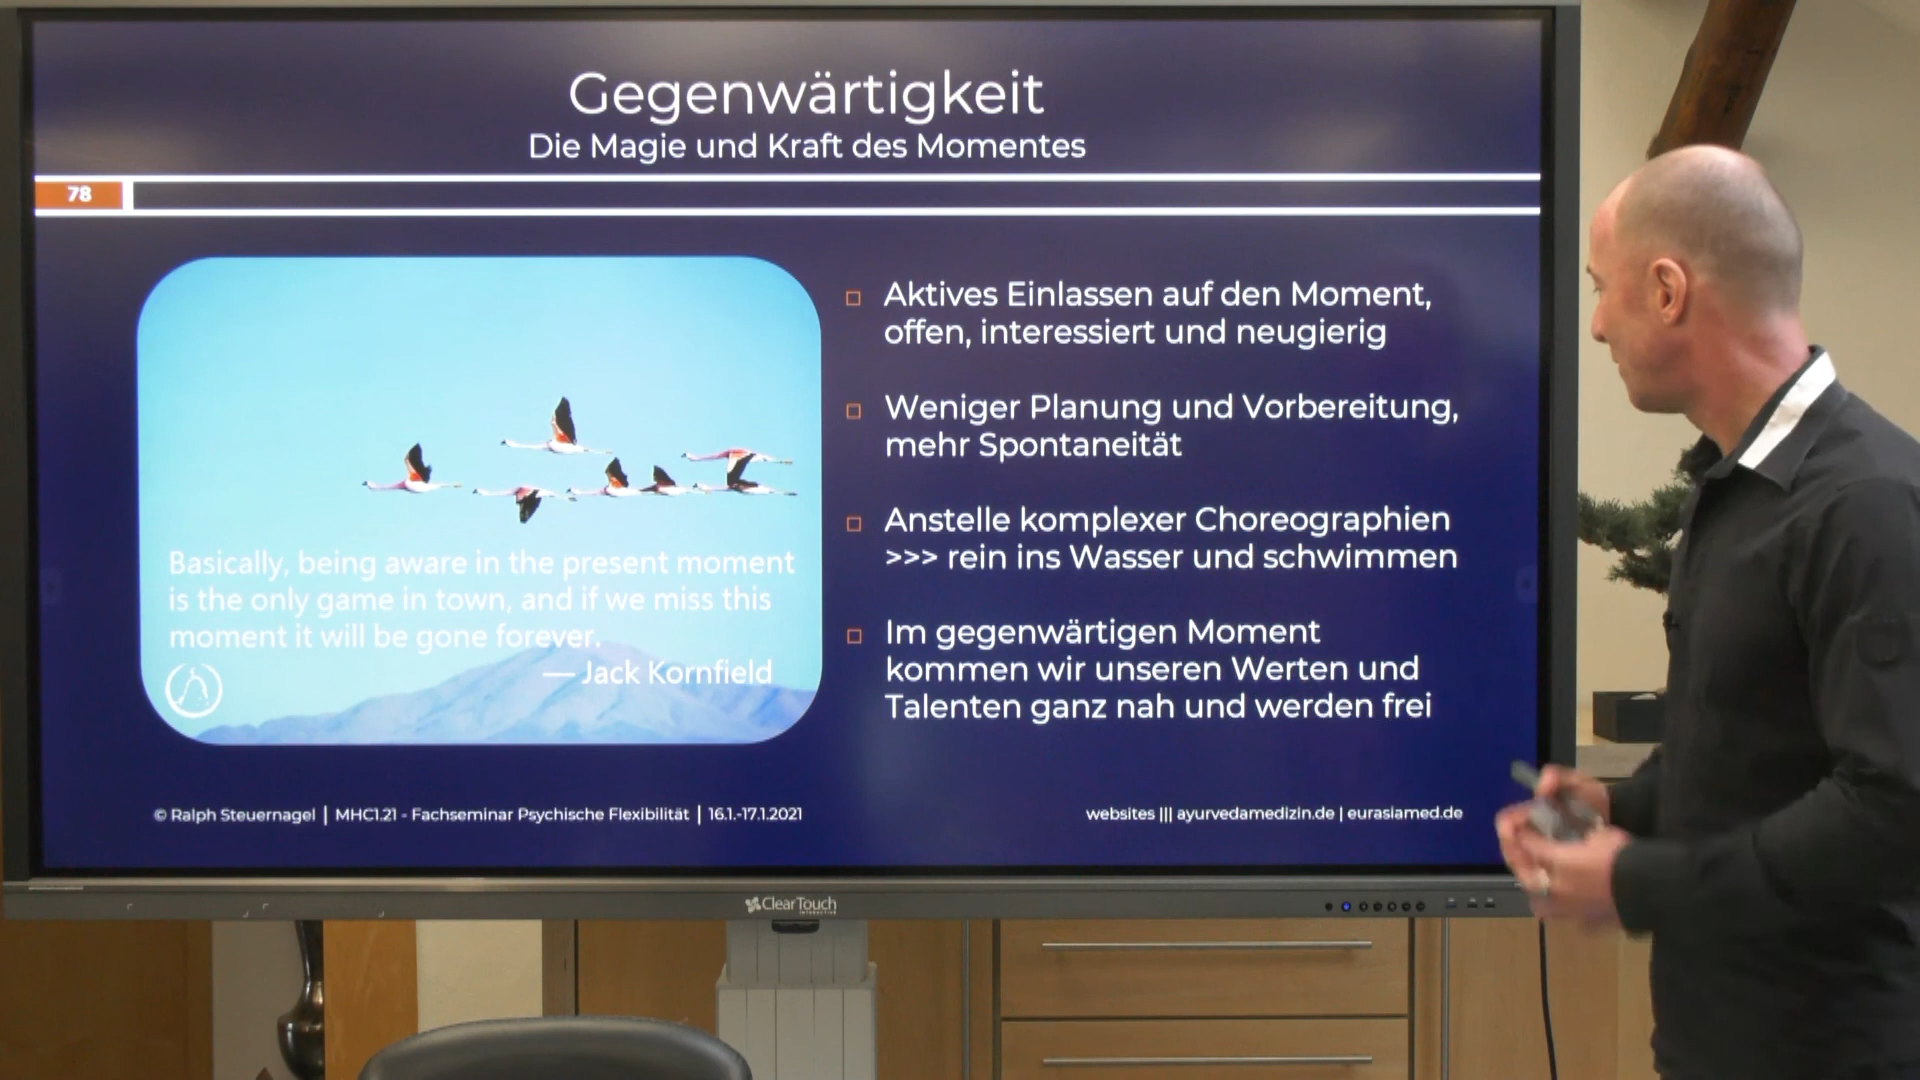 Gegenwärtigkeit
Die Magie und Kraft des Momentes
78
Basically, being aware in the present moment
is the only game in town, and if we miss this
moment it will be gone forever.
— Jack Kornfield
Aktives Einlassen auf den Moment,
offen, interessiert und neugierig
Weniger Planung und Vorbereitung,
mehr Spontaneität
Anstelle komplexer Choreographien
>>> rein ins Wasser und schwimmen
Im gegenwärtigen Moment
kommen wir unseren Werten und
Talenten ganz nah und werden frei
© Ralph Steuernagel | MHC1.21 - Fachseminar Psychische Flexibilität | 16.1.-17.1.2021
websites ||| ayurvedamedizin.de | eurasiamed.de
ClearTouch
INTERACTIVE